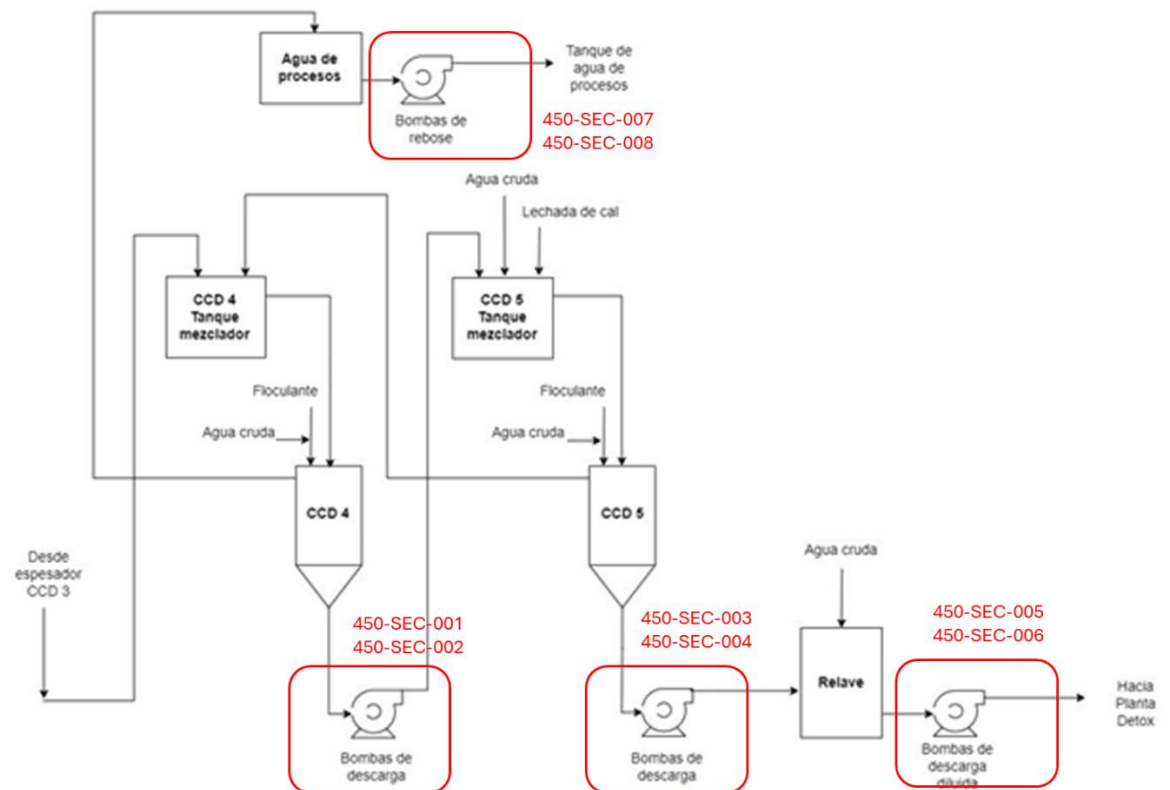 Agua de
procesos
Bombas de
rebose
Tanque de
agua de
procesos
450-SEC-007
450-SEC-008
Agua cruda
Lechada de cal
CCD 4
Tanque
mezclador
CCD 5
Tanque
mezclador
Floculante
Agua cruda
Floculante
Agua cruda
CCD 4
CCD 5
Desde
espesador
CCD 3
Agua cruda
450-SEC-001
450-SEC-002
450-SEC-003
450-SEC-004
450-SEC-005
450-SEC-006
Relave
Hacia
Planta
Detox
Bombas de
descarga
Bombas de
descarga
Bombas de
descarga
diluida